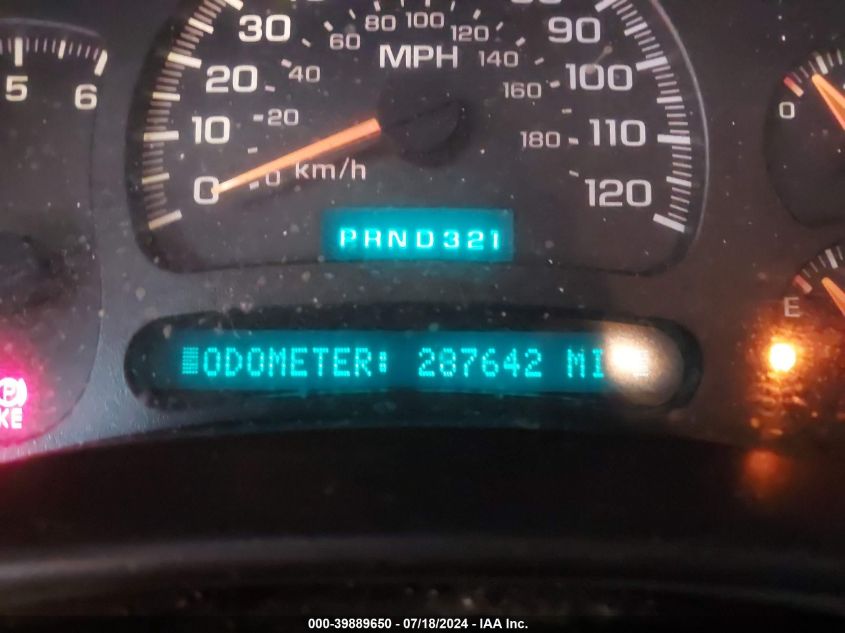 80 100 120
30 60 90
MPH 140
5 6 20 40 160 100
10 20 180 110
0 0 km/h 120
0
PRND321
E
ODOMETER: 287642 MI
P
KE
000-39889650 / 07/18/2024 - IAA Inc.